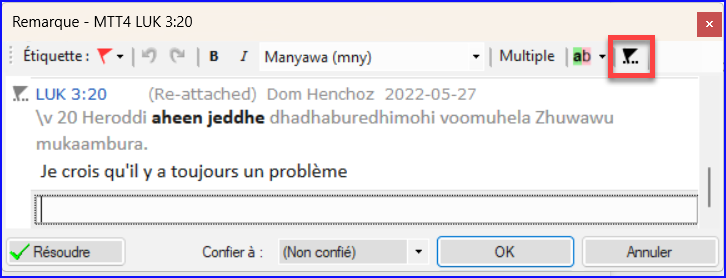 Remarque - MTT4 LUK 3:20
Étiquette : B I Manyawa (mny) Multiple ab
LUK 3:20 (Re-attached) Dom Henchoz 2022-05-27
\v 20 Heroddi aheen jeddhe dhadhaburedhimohi voomuhela Zhuwawu
mukaambura.
Je crois qu'il y a toujours un problème
Résoudre Confier à : (Non confié) OK Annuler